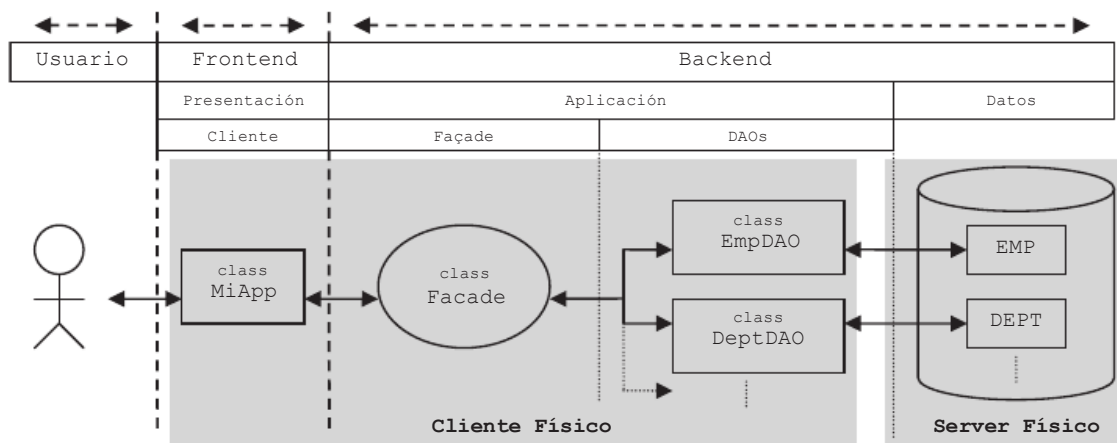 Usuario Frontend Backend
Presentación Aplicación Datos
Cliente Façade DAOs
class
MiApp
class
Facade
class
EmpDAO
class
DeptDAO
EMP
DEPT
Cliente Físico
Server Físico